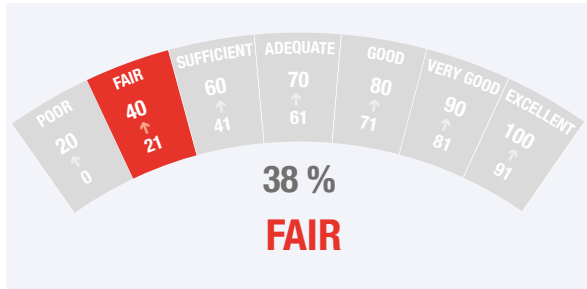 POOR
20
0
FAIR
40
21
SUFFICIENT
60
41
ADEQUATE
70
61
GOOD
80
71
VERY GOOD
90
81
EXCELLENT
100
91
38 %
FAIR